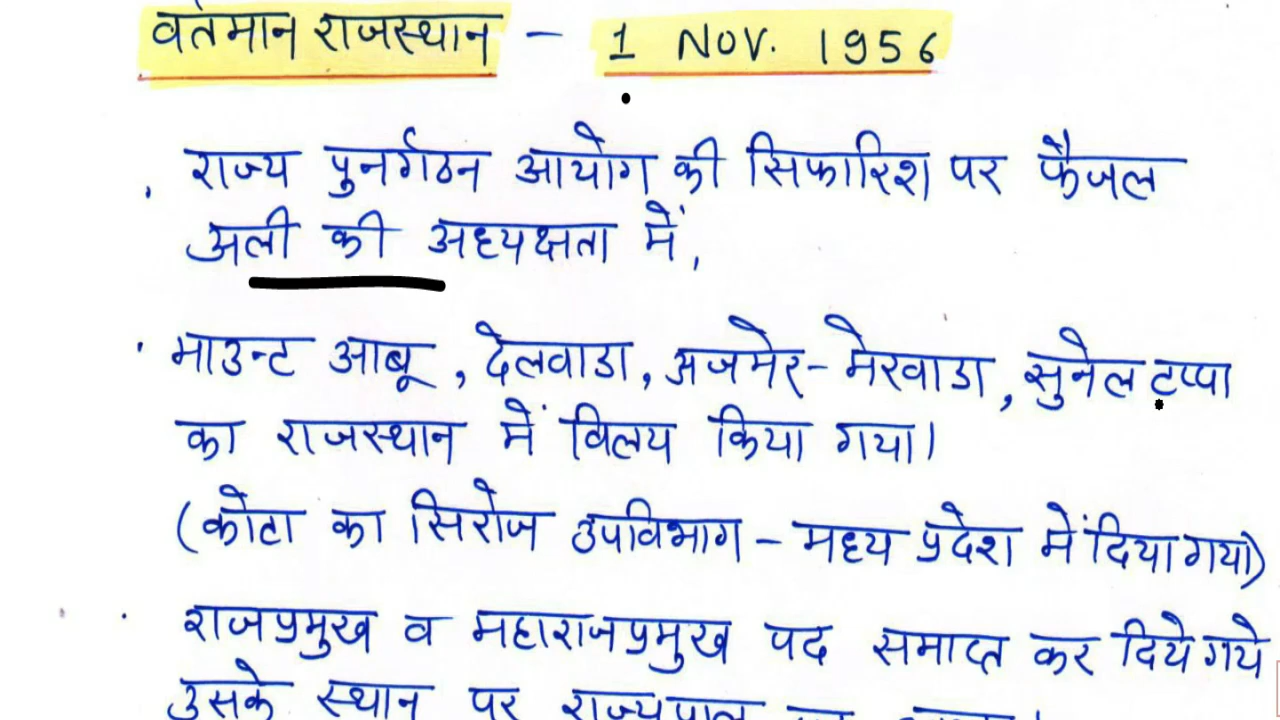 वर्तमान राजस्थान - 1 NOV. 1956
. राज्य पुनर्गठन आयोग की सिफारिश पर फैजल
अली की अध्यक्षता में,
. माउन्ट आबू, देलवाडा, अजमेर-मेरवाडा, सुनेल टप्पा
का राजस्थान में विलय किया गया।
(कोटा का सिरोंज उपविभाग - मध्य प्रदेश में दिया गया)
. राजप्रमुख व महाराजप्रमुख पद समाप्त कर दिये गये
उसके स्थान पर राज्यपाल